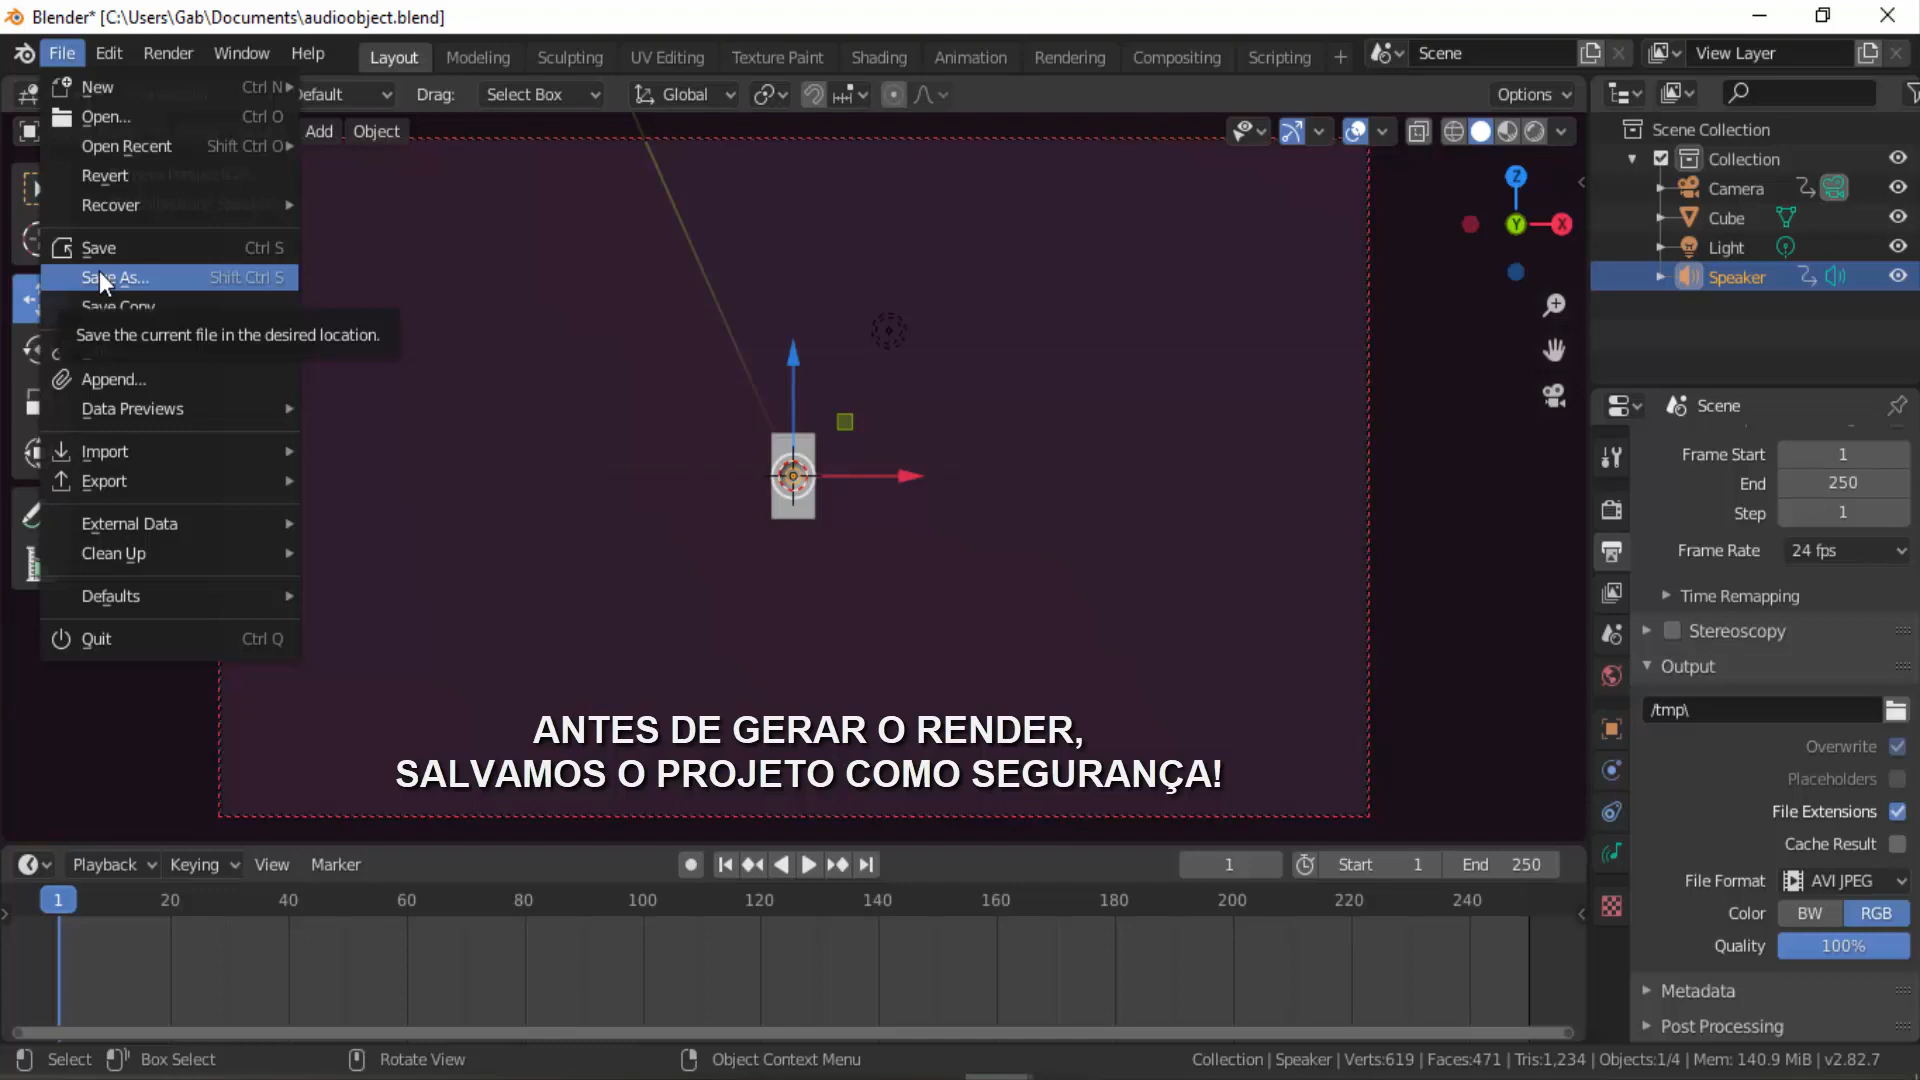 Blender* [C:\Users\Gab\Documents\audioobject.blend]
File Edit Render Window Help Layout Modeling Sculpting UV Editing Texture Paint Shading Animation Rendering Compositing Scripting + Scene View Layer
New Ctrl N
Default Drag: Select Box Global Options
Open... Ctrl O
Add Object
Open Recent Shift Ctrl O
Revert
Recover
Save Ctrl S
Save As... Shift Ctrl S
Save Copy
Save the current file in the desired location.
Append...
Data Previews
Import
Export
External Data
Clean Up
Defaults
Quit Ctrl Q
Z
Y
X
Scene Collection
Collection
Camera
Cube
Light
Speaker
Scene
Frame Start 1
End 250
Step 1
Frame Rate 24 fps
Time Remapping
Stereoscopy
Output
/tmp\
Overwrite
Placeholders
File Extensions
Cache Result
File Format AVI JPEG
Color BW RGB
Quality 100%
Metadata
Post Processing
ANTES DE GERAR O RENDER,
SALVAMOS O PROJETO COMO SEGURANÇA!
Playback Keying View Marker 1 Start 1 End 250
1 20 40 60 80 100 120 140 160 180 200 220 240
Select Box Select Rotate View Object Context Menu Collection | Speaker | Verts:619 | Faces:471 | Tris:1,234 | Objects:1/4 | Mem: 140.9 MiB | v2.82.7